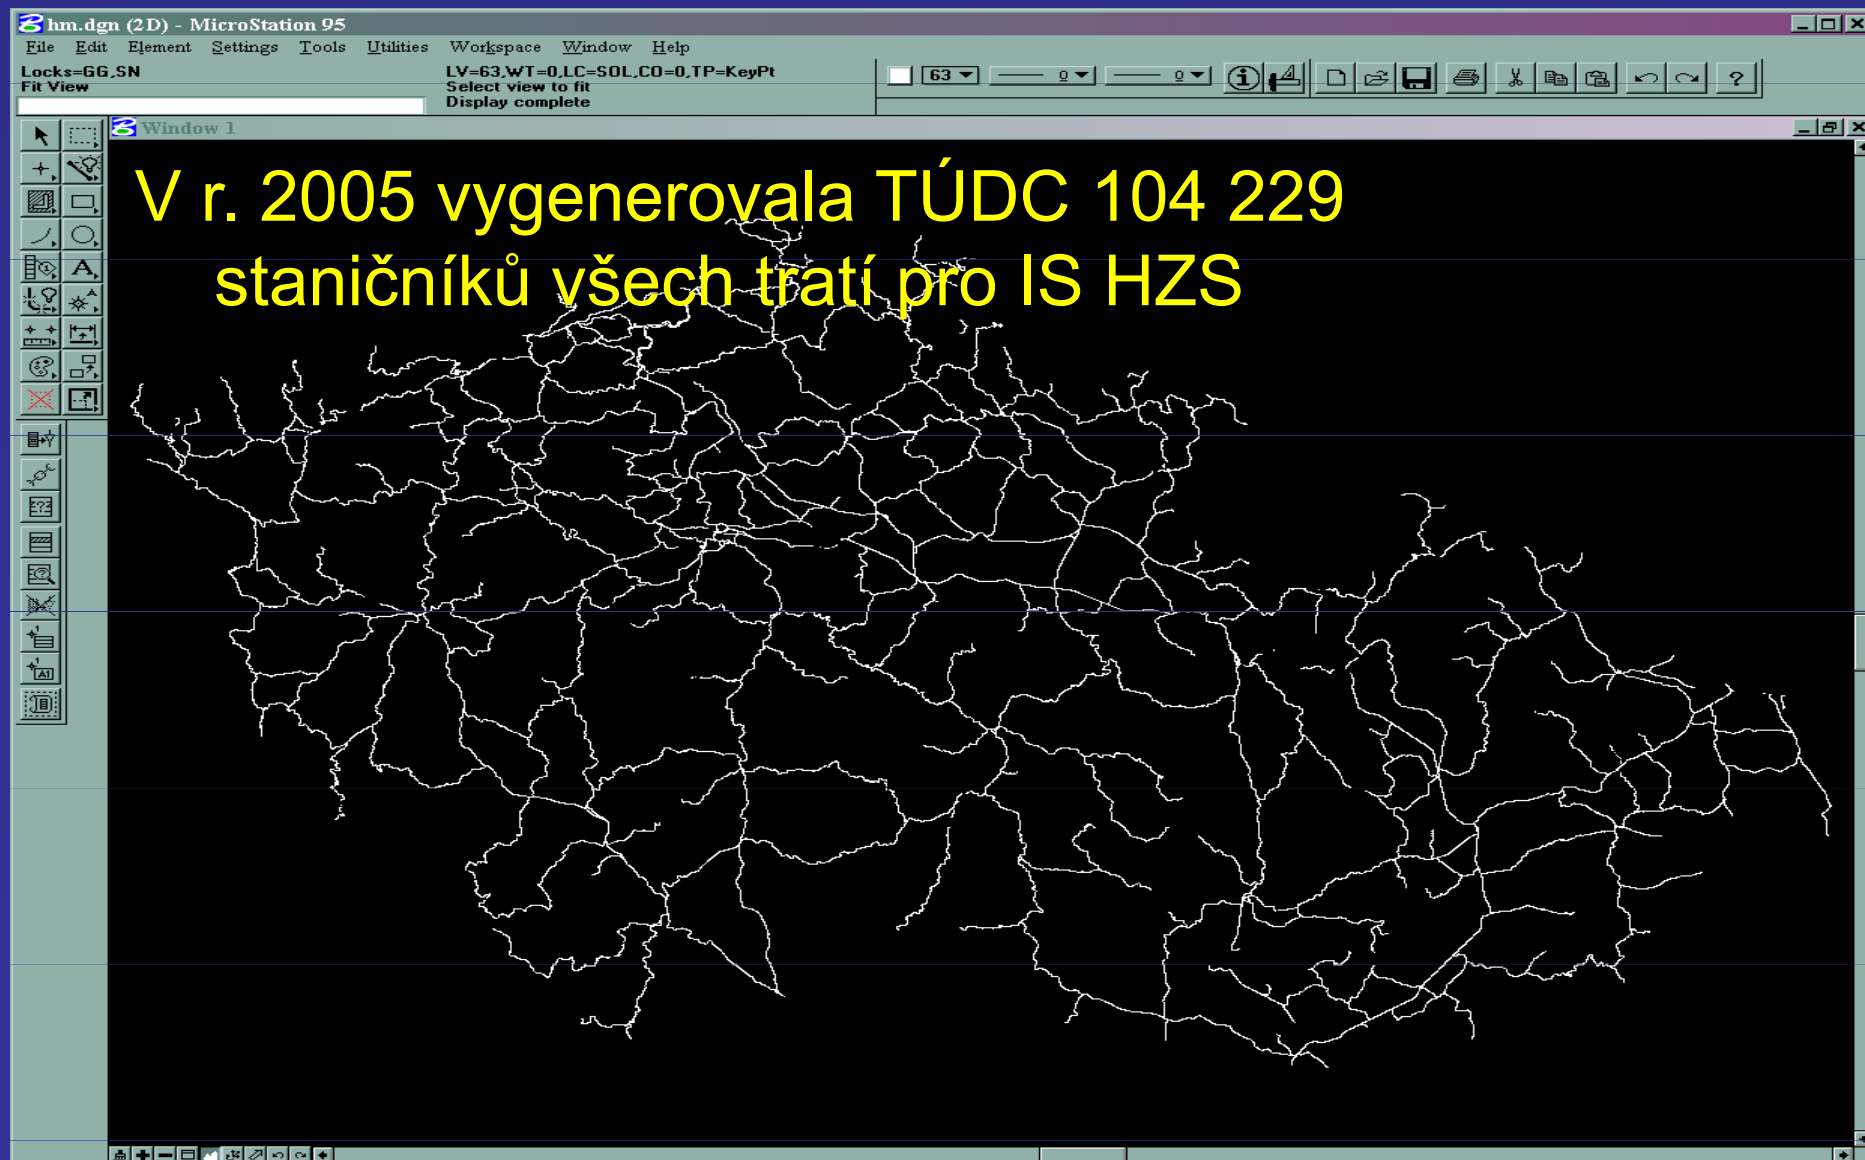 hm.dgn (2D) - MicroStation 95
File Edit Element Settings Tools Utilities Workspace Window Help
Locks=GG,SN LV=63,WT=0,LC=SOL,CO=0,TP=KeyPt
Fit View Select view to fit
Display complete
63 0 0
Window 1
V r. 2005 vygenerovala TÚDC 104 229
staničníků všech tratí pro IS HZS